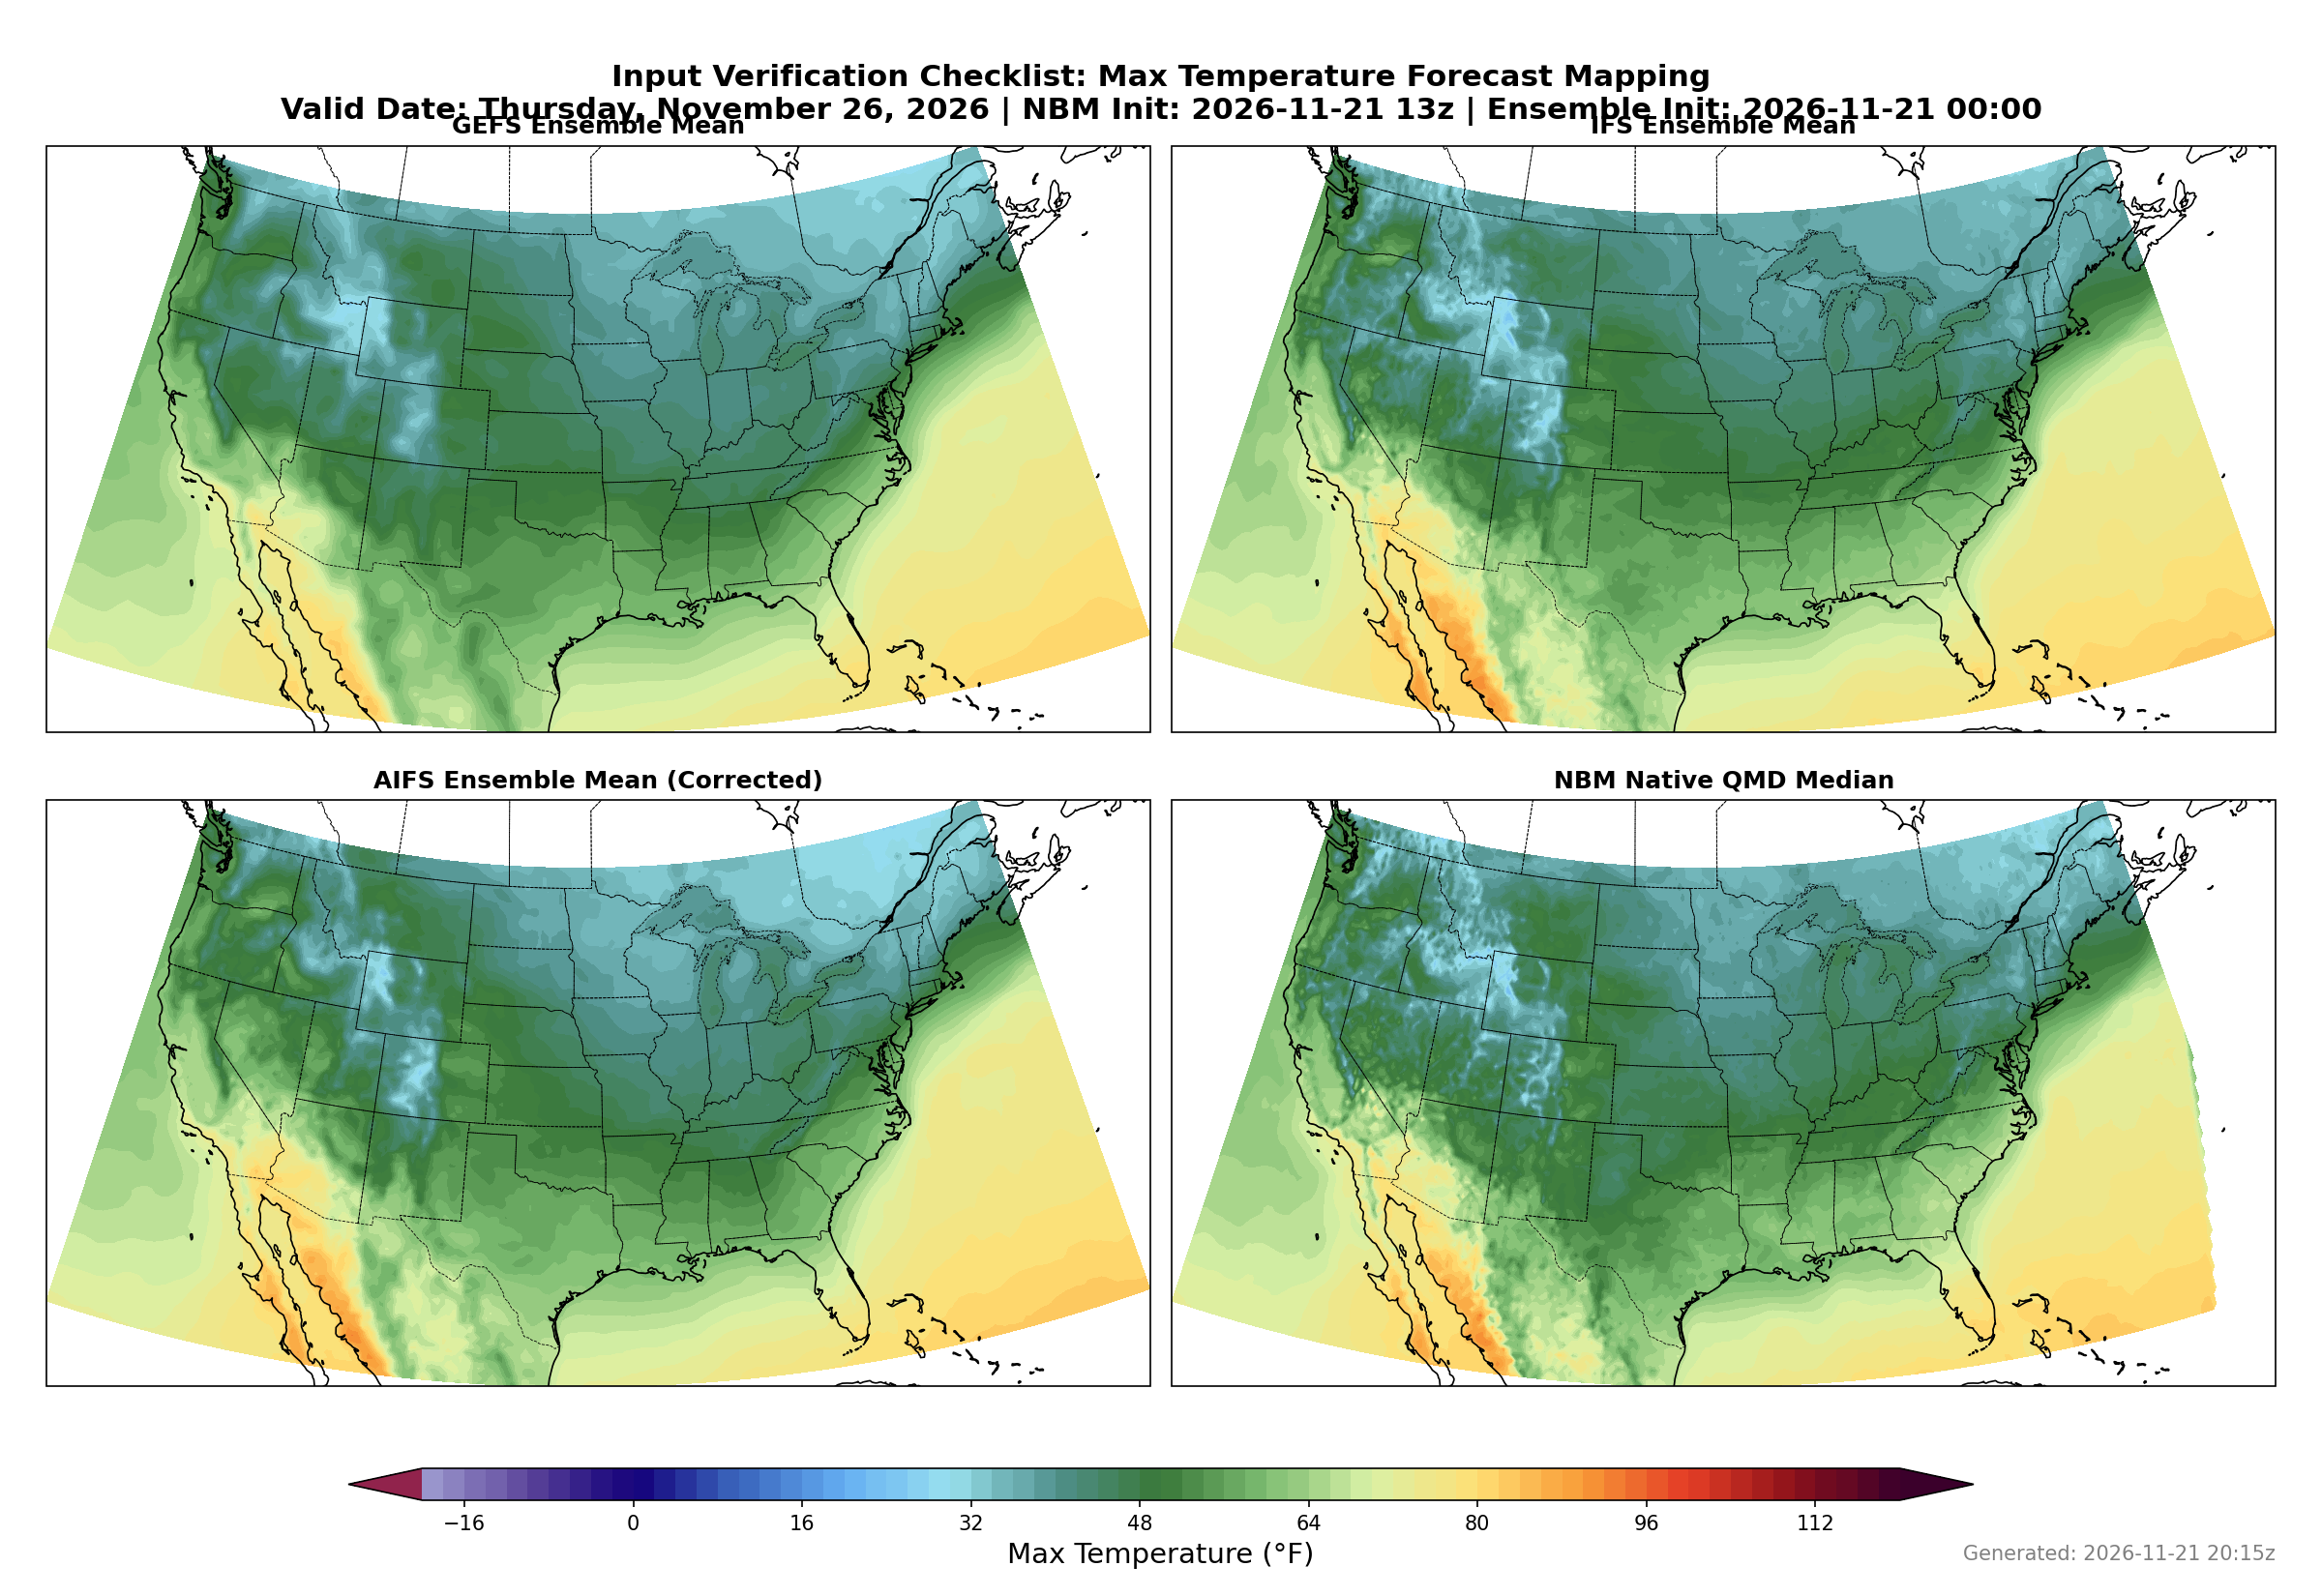 Input Verification Checklist: Max Temperature Forecast Mapping
Valid Date: Thursday, November 26, 2026 | NBM Init: 2026-11-21 13z | Ensemble Init: 2026-11-21 00:00
GEFS Ensemble Mean
IFS Ensemble Mean
AIFS Ensemble Mean (Corrected)
NBM Native QMD Median
−16 0 16 32 48 64 80 96 112
Max Temperature (°F)
Generated: 2026-11-21 20:15z